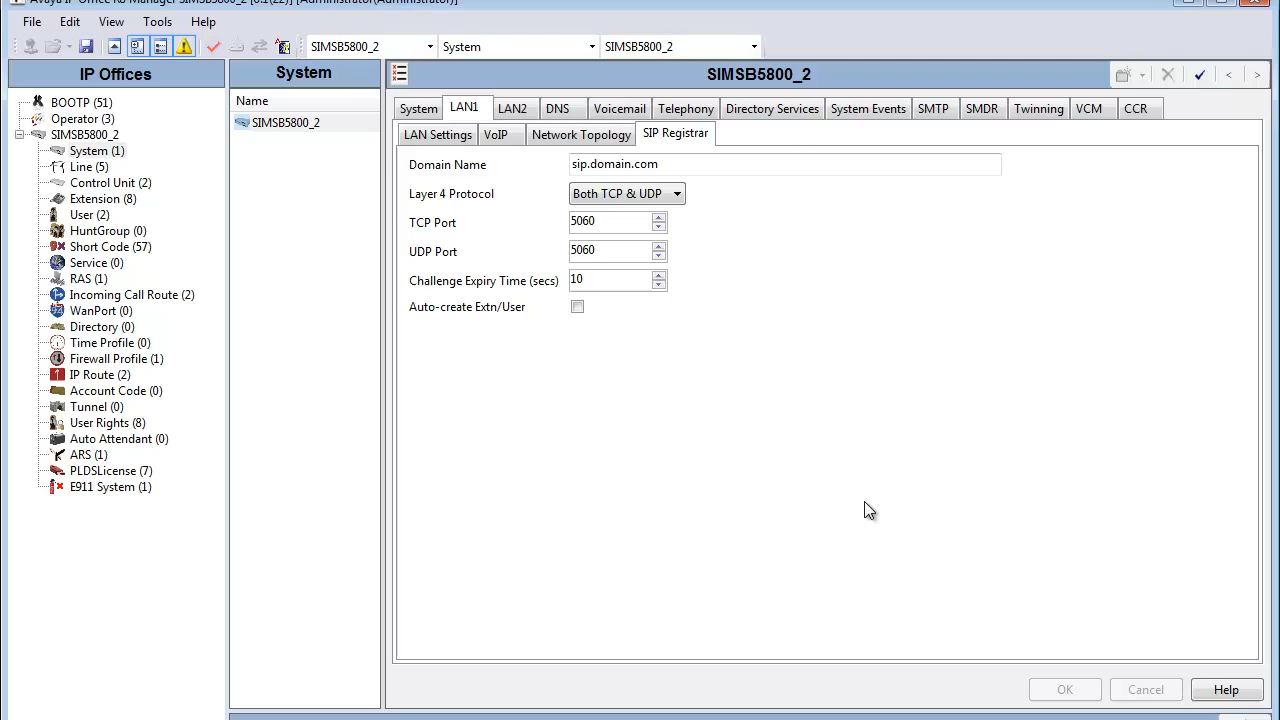 Avaya IP Office R6 Manager SIMSB5800_2 [6.1(22)] [Administrator(Administrator)]
File Edit View Tools Help
SIMSB5800_2 System SIMSB5800_2
IP Offices
BOOTP (51)
Operator (3)
SIMSB5800_2
System (1)
Line (5)
Control Unit (2)
Extension (8)
User (2)
HuntGroup (0)
Short Code (57)
Service (0)
RAS (1)
Incoming Call Route (2)
WanPort (0)
Directory (0)
Time Profile (0)
Firewall Profile (1)
IP Route (2)
Account Code (0)
Tunnel (0)
User Rights (8)
Auto Attendant (0)
ARS (1)
PLDSLicense (7)
E911 System (1)
System
Name
SIMSB5800_2
SIMSB5800_2
System LAN1 LAN2 DNS Voicemail Telephony Directory Services System Events SMTP SMDR Twinning VCM CCR
LAN Settings VoIP Network Topology SIP Registrar
Domain Name sip.domain.com
Layer 4 Protocol Both TCP & UDP
TCP Port 5060
UDP Port 5060
Challenge Expiry Time (secs) 10
Auto-create Extn/User
OK Cancel Help